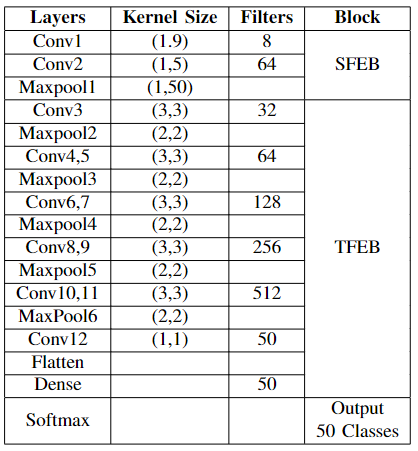 Layers Kernel Size Filters Block
Conv1 (1.9) 8
Conv2 (1,5) 64 SFEB
Maxpool1 (1,50)
Conv3 (3,3) 32
Maxpool2 (2,2)
Conv4,5 (3,3) 64
Maxpool3 (2,2)
Conv6,7 (3,3) 128
Maxpool4 (2,2)
Conv8,9 (3,3) 256 TFEB
Maxpool5 (2,2)
Conv10,11 (3,3) 512
MaxPool6 (2,2)
Conv12 (1,1) 50
Flatten
Dense 50
Softmax Output
50 Classes